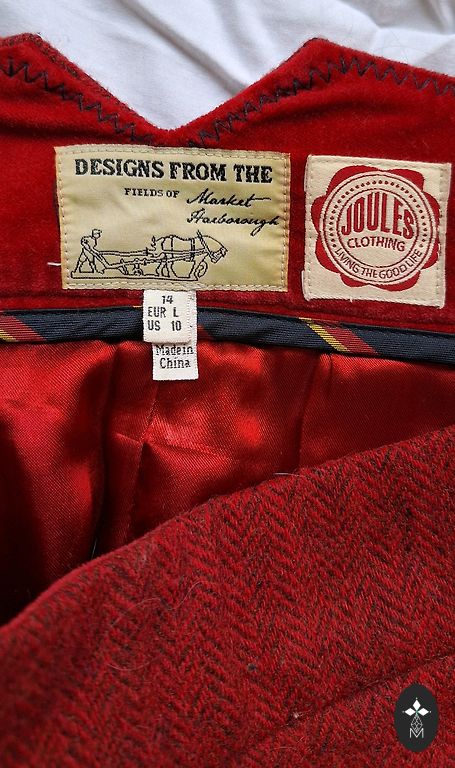 DESIGNS FROM THE
FIELDS OF Market
Harborough
JOULES
CLOTHING
LIVING THE GOOD LIFE
14
EUR L
US 10
Made in
China
M